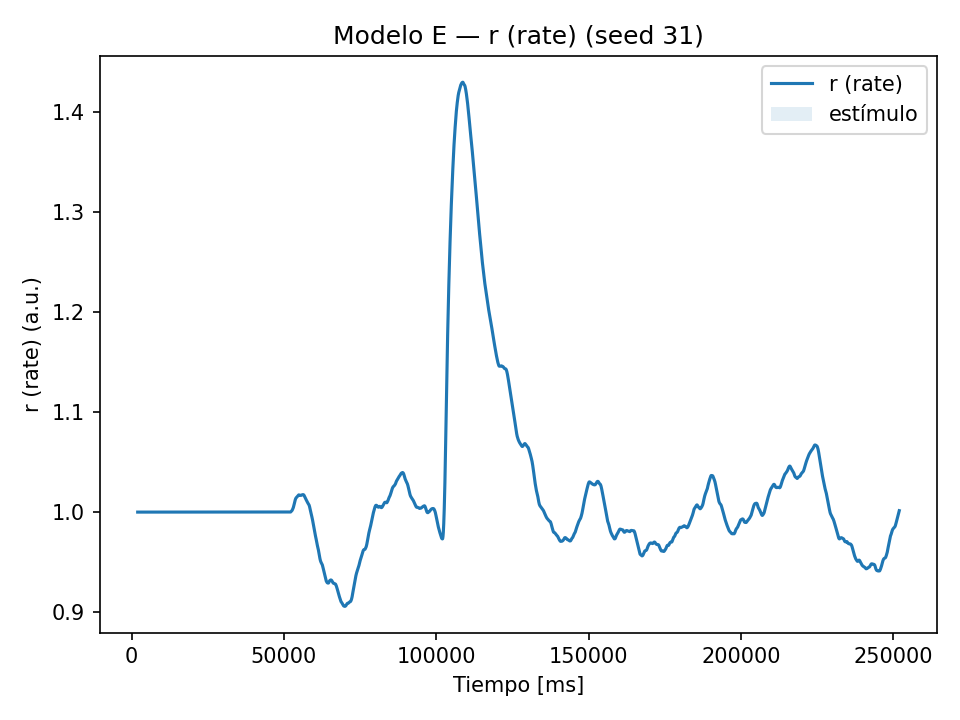 Modelo E — r (rate) (seed 31)
r (rate)
estímulo
r (rate) (a.u.)
1.4
1.3
1.2
1.1
1.0
0.9
0
50000
100000
150000
200000
250000
Tiempo [ms]